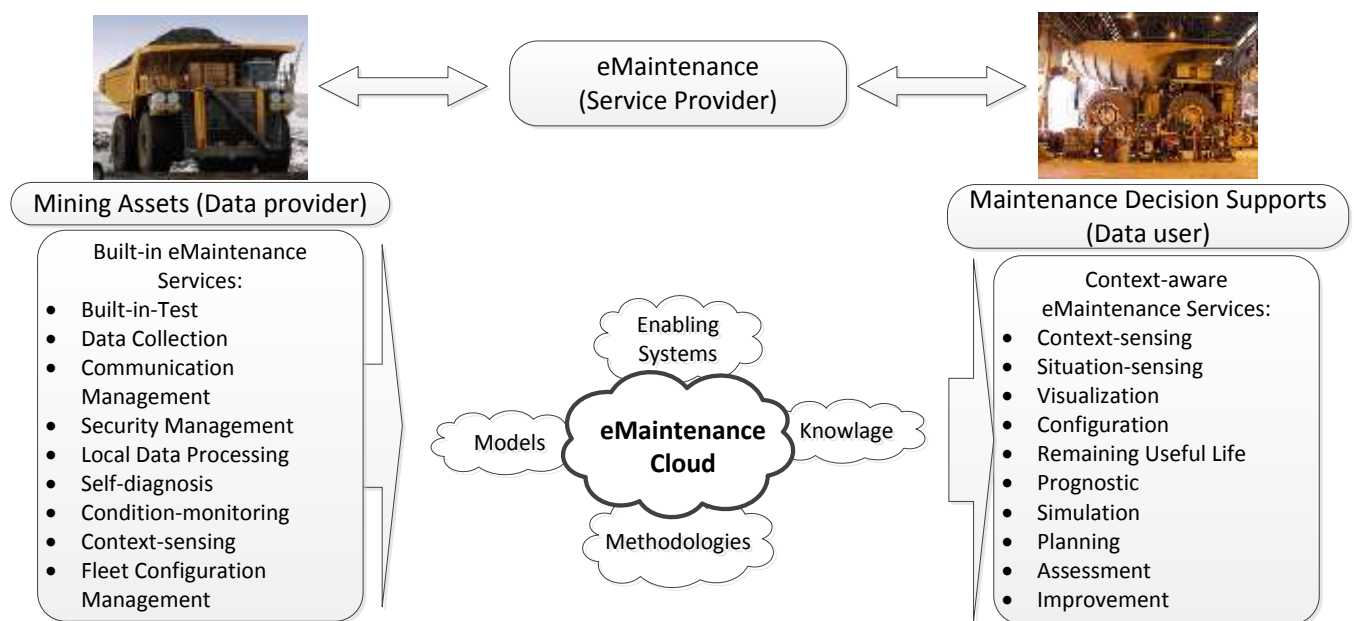 eMaintenance
(Service Provider)
Mining Assets (Data provider)
Built-in eMaintenance
Services:
• Built-in-Test
• Data Collection
• Communication
Management
• Security Management
• Local Data Processing
• Self-diagnosis
• Condition-monitoring
• Context-sensing
• Fleet Configuration
Management
Enabling
Systems
Models
eMaintenance
Cloud
Knowlage
Methodologies
Maintenance Decision Supports
(Data user)
Context-aware
eMaintenance Services:
• Context-sensing
• Situation-sensing
• Visualization
• Configuration
• Remaining Useful Life
• Prognostic
• Simulation
• Planning
• Assessment
• Improvement